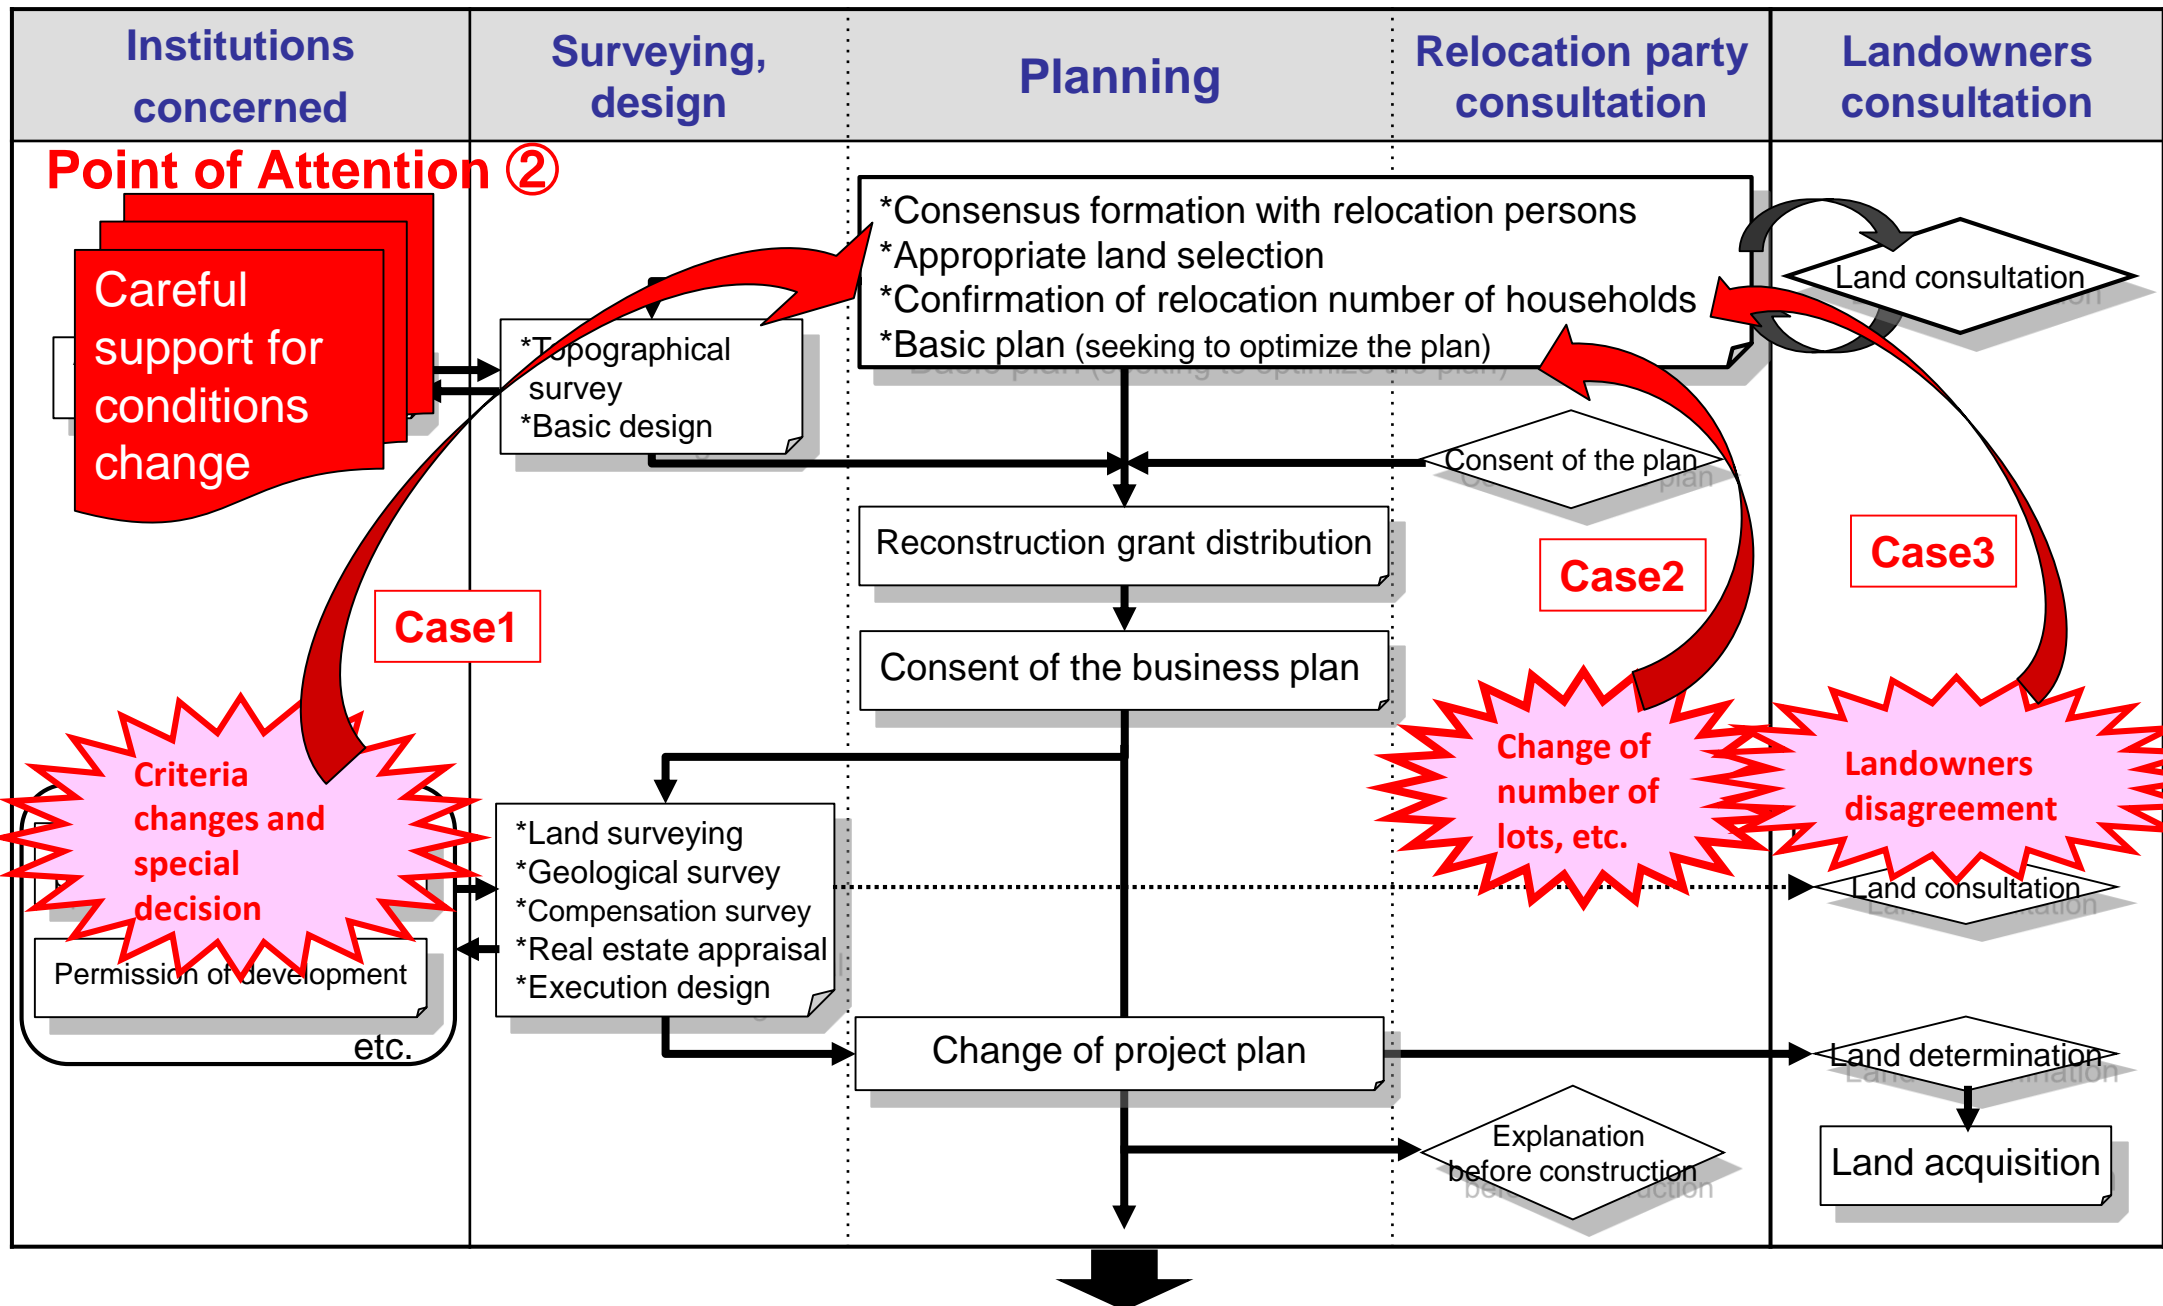 Institutions
concerned
Surveying,
design
Planning
Relocation party
consultation
Landowners
consultation
Point of Attention ②
Careful
support for
conditions
change
*Topographical
survey
*Basic design
*Consensus formation with relocation persons
*Appropriate land selection
*Confirmation of relocation number of households
*Basic plan (seeking to optimize the plan)
Land consultation
Consent of the plan
Reconstruction grant distribution
Case1
Case2
Case3
Consent of the business plan
Criteria
changes and
special
decision
Change of
number of
lots, etc.
Landowners
disagreement
*Land surveying
*Geological survey
*Compensation survey
*Real estate appraisal
*Execution design
Land consultation
Permission of development
etc.
Change of project plan
Land determination
Explanation
before construction
Land acquisition